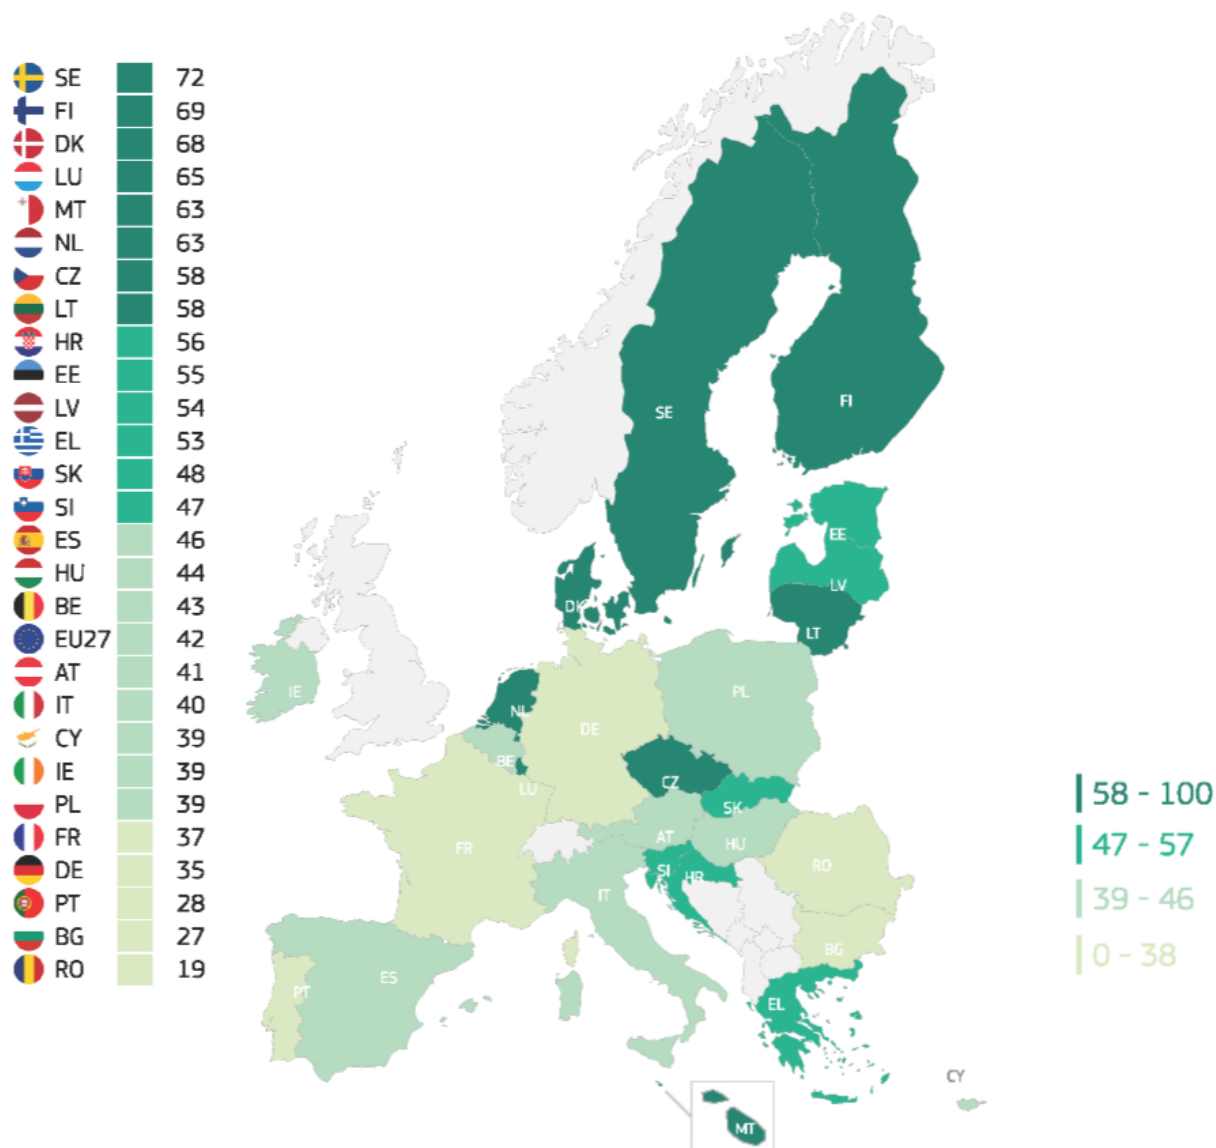 SE 72
FI 69
DK 68
LU 65
MT 63
NL 63
CZ 58
LT 58
HR 56
EE 55
LV 54
EL 53
SK 48
SI 47
ES 46
HU 44
BE 43
EU27 42
AT 41
IT 40
CY 39
IE 39
PL 39
FR 37
DE 35
PT 28
BG 27
RO 19
SE
FI
EE
LV
DK
LT
IE
PL
NL
DE
BE
CZ
LU
SK
AT
HU
FR
RO
SI
HR
IT
BG
ES
PT
EL
CY
MT
58 - 100
47 - 57
39 - 46
0 - 38